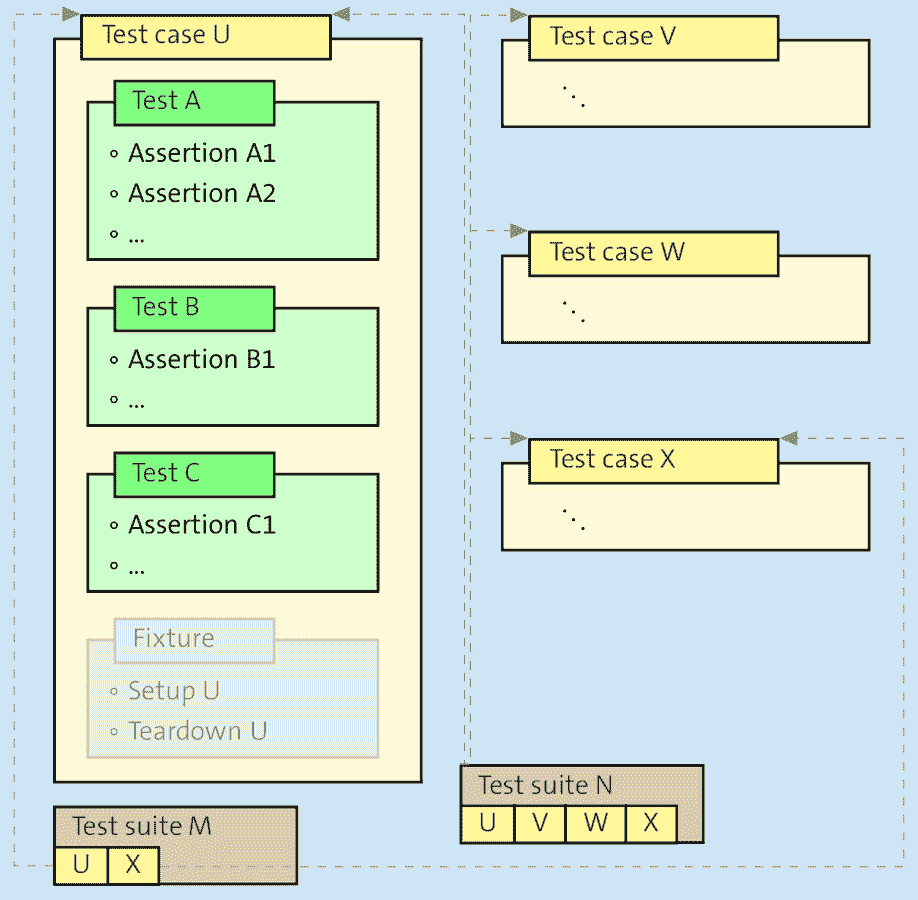 Test case U
Test A
Assertion A1
Assertion A2
...
Test B
Assertion B1
...
Test C
Assertion C1
...
Fixture
Setup U
Teardown U
Test case V
Test case W
Test case X
Test suite N
U V W X
Test suite M
U X